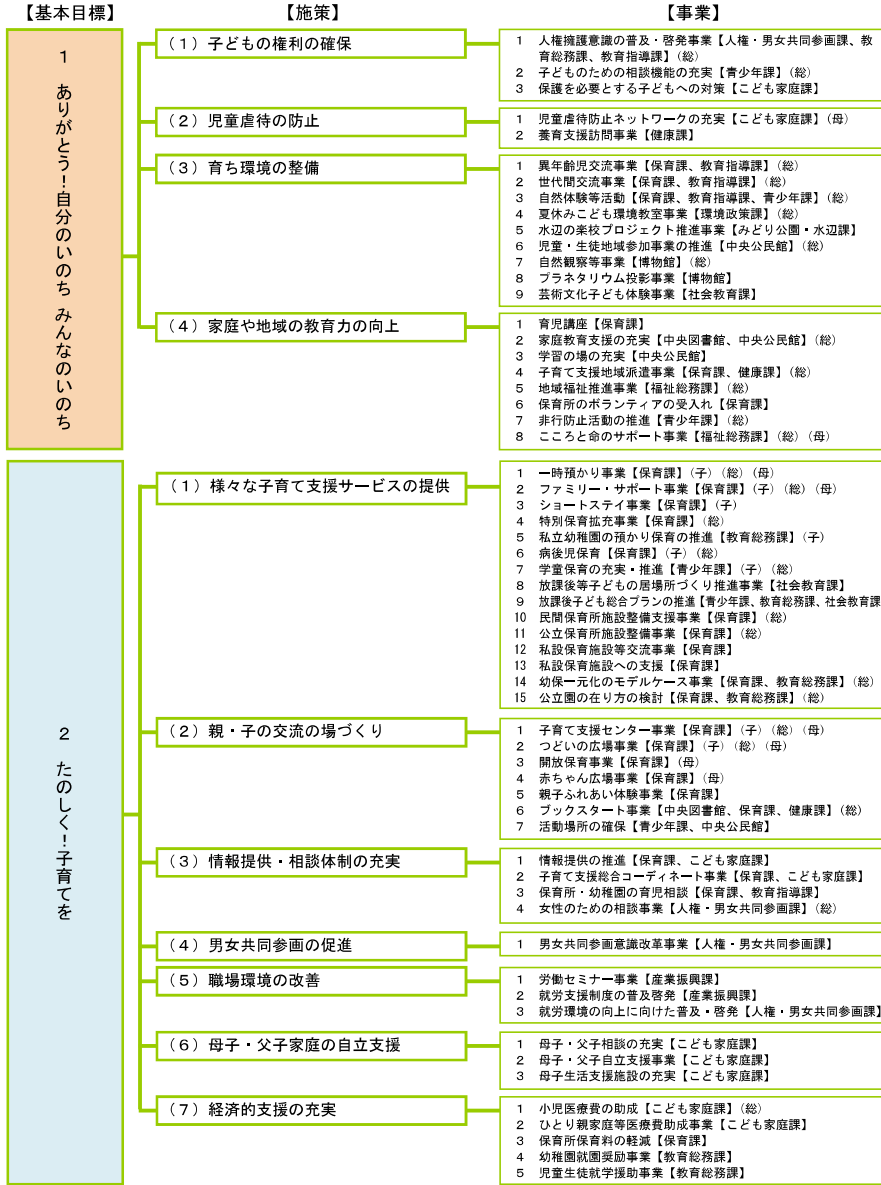 【基本目標】　【施策】　【事業】
1　ありがとう！自分のいのち　みんなのいのち
（1）子どもの権利の確保
1　人権擁護意識の普及・啓発事業【人権・男女共同参画課、教
育総務課、教育指導課】（総）
2　子どものための相談機能の充実【青少年課】（総）
3　保護を必要とする子どもへの対策【こども家庭課】
（2）児童虐待の防止
1　児童虐待防止ネットワークの充実【こども家庭課】（母）
2　養育支援訪問事業【健康課】
（3）育ち環境の整備
1　異年齢児交流事業【保育課、教育指導課】（総）
2　世代間交流事業【保育課、教育指導課】（総）
3　自然体験等活動【保育課、教育指導課、青少年課】（総）
4　夏休みこども環境教室事業【環境政策課】（総）
5　水辺の楽校プロジェクト推進事業【みどり公園・水辺課】
6　児童・生徒地域参加事業の推進【中央公民館】（総）
7　自然観察等事業【博物館】（総）
8　プラネタリウム投影事業【博物館】
9　芸術文化子ども体験事業【社会教育課】
（4）家庭や地域の教育力の向上
1　育児講座【保育課】
2　家庭教育支援の充実【中央図書館、中央公民館】（総）
3　学習の場の充実【中央公民館】
4　子育て支援地域派遣事業【保育課、健康課】（総）
5　地域福祉推進事業【福祉総務課】（総）
6　保育所のボランティアの受入れ【保育課】
7　非行防止活動の推進【青少年課】（総）
8　こころと命のサポート事業【福祉総務課】（総）（母）
2　たのしく！子育てを
（1）様々な子育て支援サービスの提供
1　一時預かり事業【保育課】（子）（総）（母）
2　ファミリー・サポート事業【保育課】（子）（総）（母）
3　ショートステイ事業【保育課】（子）
4　特別保育拡充事業【保育課】（総）
5　私立幼稚園の預かり保育の推進【教育総務課】（子）
6　病後児保育【保育課】（子）（総）
7　学童保育の充実・推進【青少年課】（子）（総）
8　放課後等子どもの居場所づくり推進事業【社会教育課】
9　放課後子ども総合プランの推進【青少年課、教育総務課、社会教育課
10　民間保育所施設整備支援事業【保育課】（総）
11　公立保育所施設整備事業【保育課】（総）
12　私設保育施設等交流事業【保育課】
13　私設保育施設への支援【保育課】
14　幼保一元化のモデルケース事業【保育課、教育総務課】（総）
15　公立園の在り方の検討【保育課、教育総務課】（総）
（2）親・子の交流の場づくり
1　子育て支援センター事業【保育課】（子）（総）（母）
2　つどいの広場事業【保育課】（子）（総）（母）
3　開放保育事業【保育課】（母）
4　赤ちゃん広場事業【保育課】（母）
5　親子ふれあい体験事業【保育課】
6　ブックスタート事業【中央図書館、保育課、健康課】（総）
7　活動場所の確保【青少年課、中央公民館】
（3）情報提供・相談体制の充実
1　情報提供の推進【保育課、こども家庭課】
2　子育て支援総合コーディネート事業【保育課、こども家庭課】
3　保育所・幼稚園の育児相談【保育課、教育指導課】
4　女性のための相談事業【人権・男女共同参画課】（総）
（4）男女共同参画の促進
1　男女共同参画意識改革事業【人権・男女共同参画課】
（5）職場環境の改善
1　労働セミナー事業【産業振興課】
2　就労支援制度の普及啓発【産業振興課】
3　就労環境の向上に向けた普及・啓発【人権・男女共同参画課】
（6）母子・父子家庭の自立支援
1　母子・父子相談の充実【こども家庭課】
2　母子・父子自立支援事業【こども家庭課】
3　母子生活支援施設の充実【こども家庭課】
（7）経済的支援の充実
1　小児医療費の助成【こども家庭課】（総）
2　ひとり親家庭等医療費助成事業【こども家庭課】
3　保育所保育料の軽減【保育課】
4　幼稚園就園奨励事業【教育総務課】
5　児童生徒就学援助事業【教育総務課】